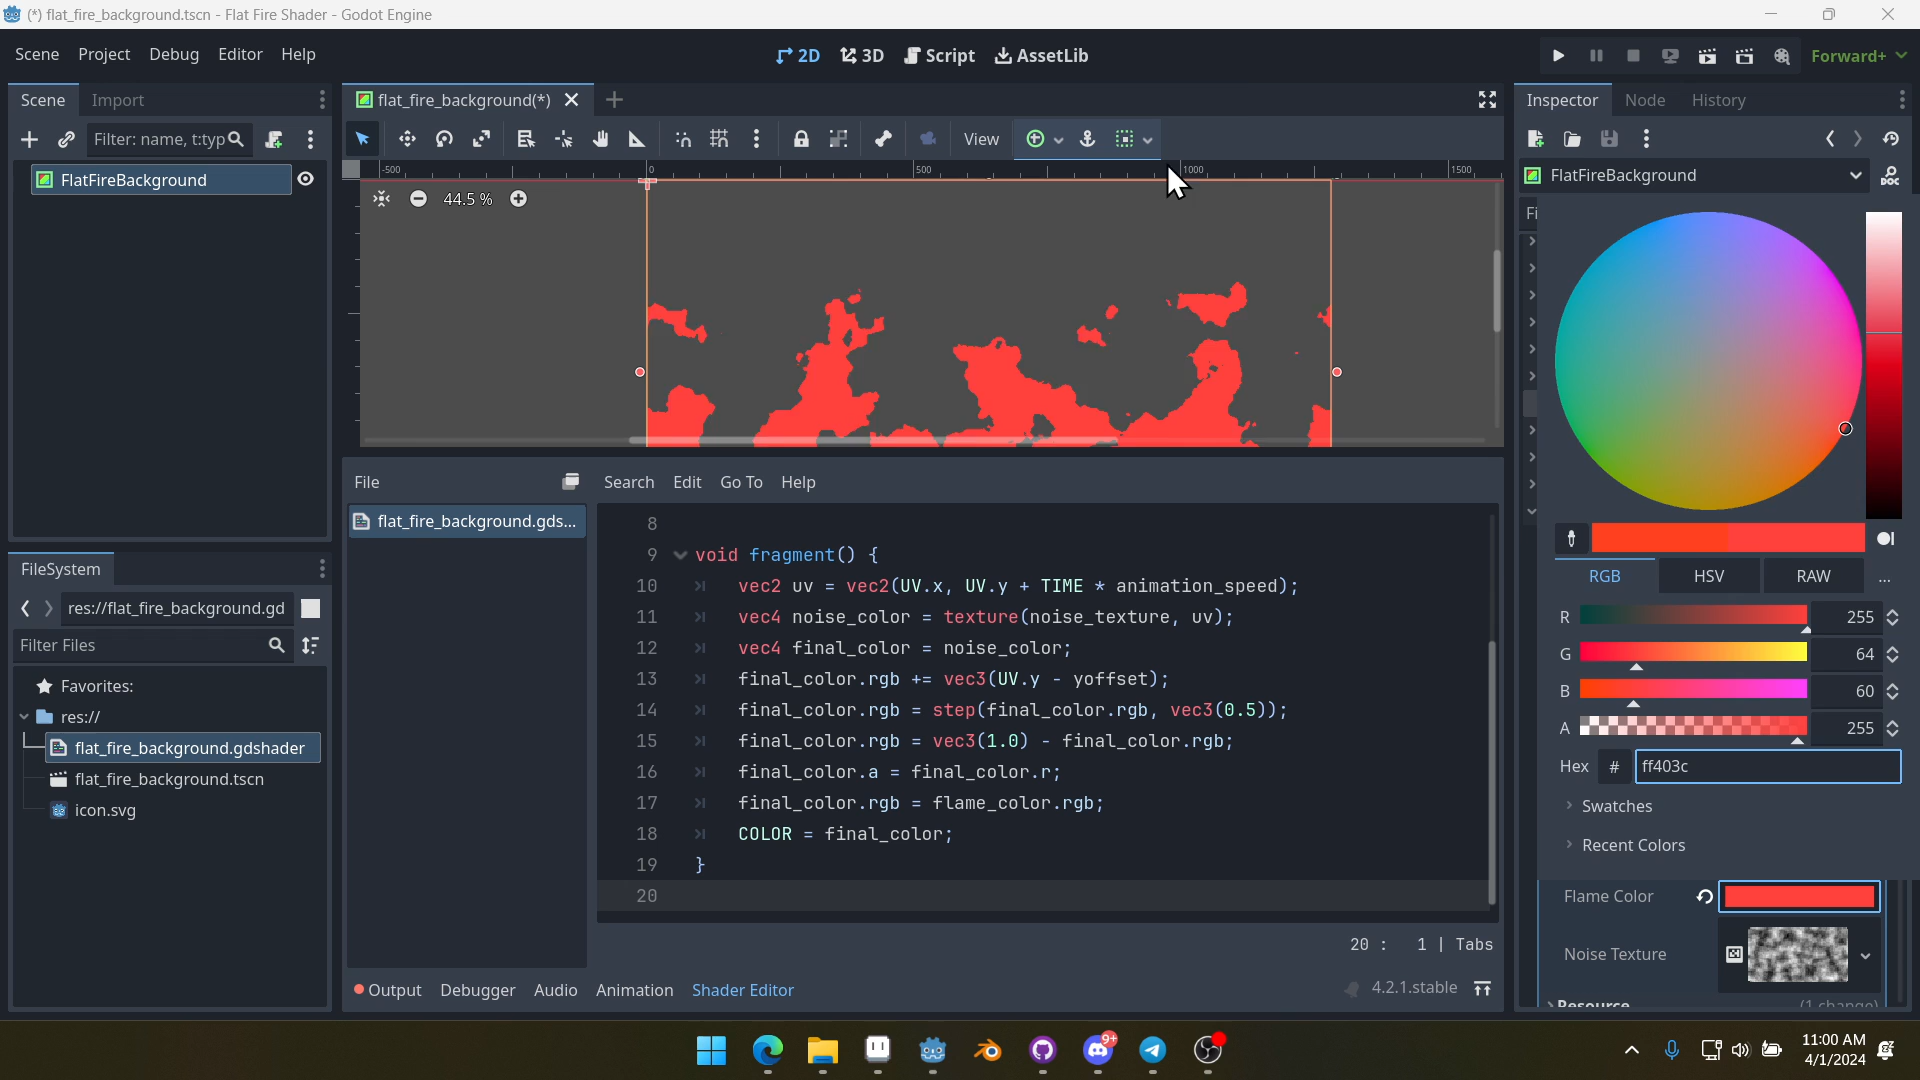 (*) flat_fire_background.tscn - Flat Fire Shader - Godot Engine
Scene Project Debug Editor Help
2D 3D Script AssetLib
Forward+
Scene Import
flat_fire_background(*)
Inspector Node History
Filter: name, t:typ
View
FlatFireBackground
FlatFireBackground
-500 0 500 1000 1500
44.5 %
Fi
File
Search Edit Go To Help
flat_fire_background.gds...
8
9 void fragment() {
10 vec2 uv = vec2(UV.x, UV.y + TIME * animation_speed);
11 vec4 noise_color = texture(noise_texture, uv);
12 vec4 final_color = noise_color;
13 final_color.rgb += vec3(UV.y - yoffset);
14 final_color.rgb = step(final_color.rgb, vec3(0.5));
15 final_color.rgb = vec3(1.0) - final_color.rgb;
16 final_color.a = final_color.r;
17 final_color.rgb = flame_color.rgb;
18 COLOR = final_color;
19 }
20
20 : 1 | Tabs
Output Debugger Audio Animation Shader Editor
4.2.1.stable
FileSystem
res://flat_fire_background.gd
Filter Files
Favorites:
res://
flat_fire_background.gdshader
flat_fire_background.tscn
icon.svg
RGB HSV RAW ...
R 255
G 64
B 60
A 255
Hex # ff403c
Swatches
Recent Colors
Flame Color
Noise Texture
Resource (1 change)
9+
11:00 AM
4/1/2024